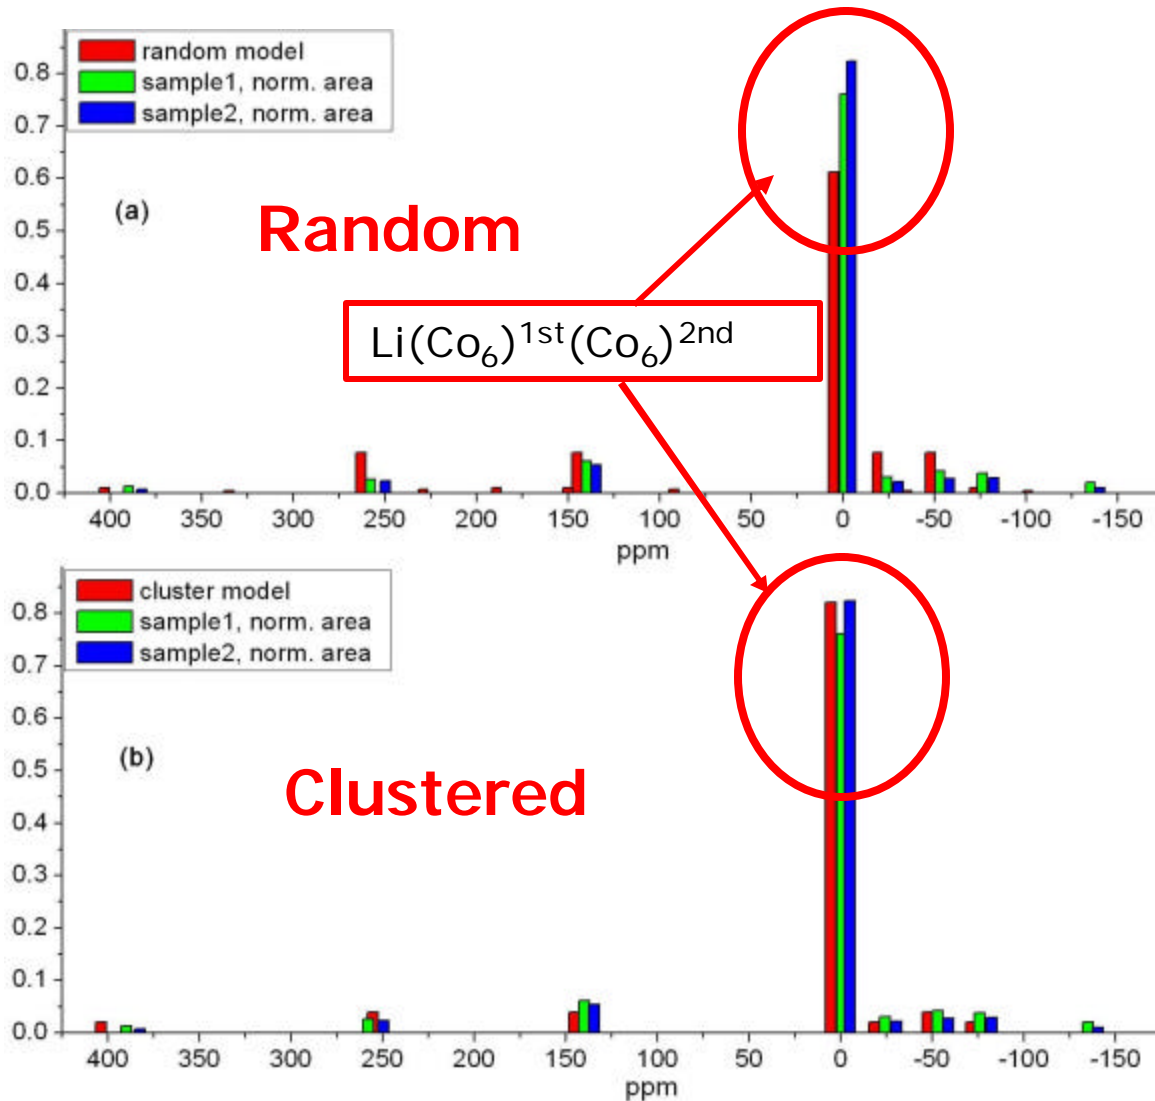 random model
sample1, norm. area
sample2, norm. area
0.8
0.7
0.6
0.5
0.4
0.3
0.2
0.1
0.0
(a)
Random
Li(Co₆)¹ˢᵗ(Co₆)²ⁿᵈ
400 350 300 250 200 150 100 50 0 -50 -100 -150
ppm
cluster model
sample1, norm. area
sample2, norm. area
0.8
0.7
0.6
0.5
0.4
0.3
0.2
0.1
0.0
(b)
Clustered
400 350 300 250 200 150 100 50 0 -50 -100 -150
ppm